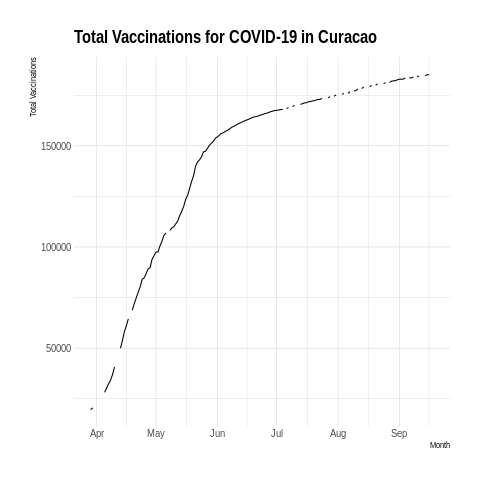 Total Vaccinations for COVID-19 in Curacao
Total Vaccinations
150000
100000
50000
Apr May Jun Jul Aug Sep
Month